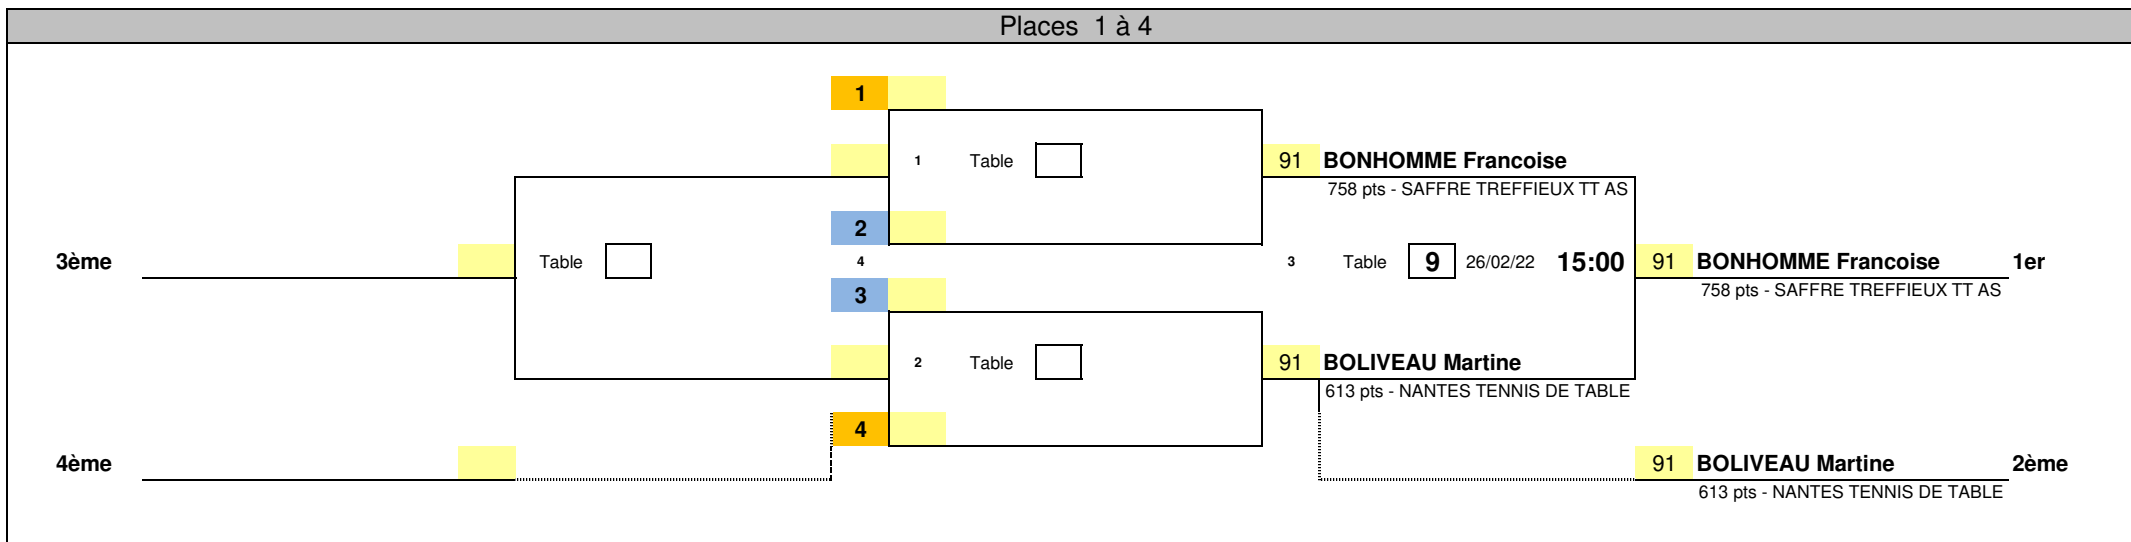 Places 1 à 4
1
1 Table
91 BONHOMME Francoise
758 pts - SAFFRE TREFFIEUX TT AS
2
3ème
Table
4
3 Table 9 26/02/22 15:00
91 BONHOMME Francoise 1er
758 pts - SAFFRE TREFFIEUX TT AS
3
2 Table
91 BOLIVEAU Martine
613 pts - NANTES TENNIS DE TABLE
4
4ème
91 BOLIVEAU Martine 2ème
613 pts - NANTES TENNIS DE TABLE